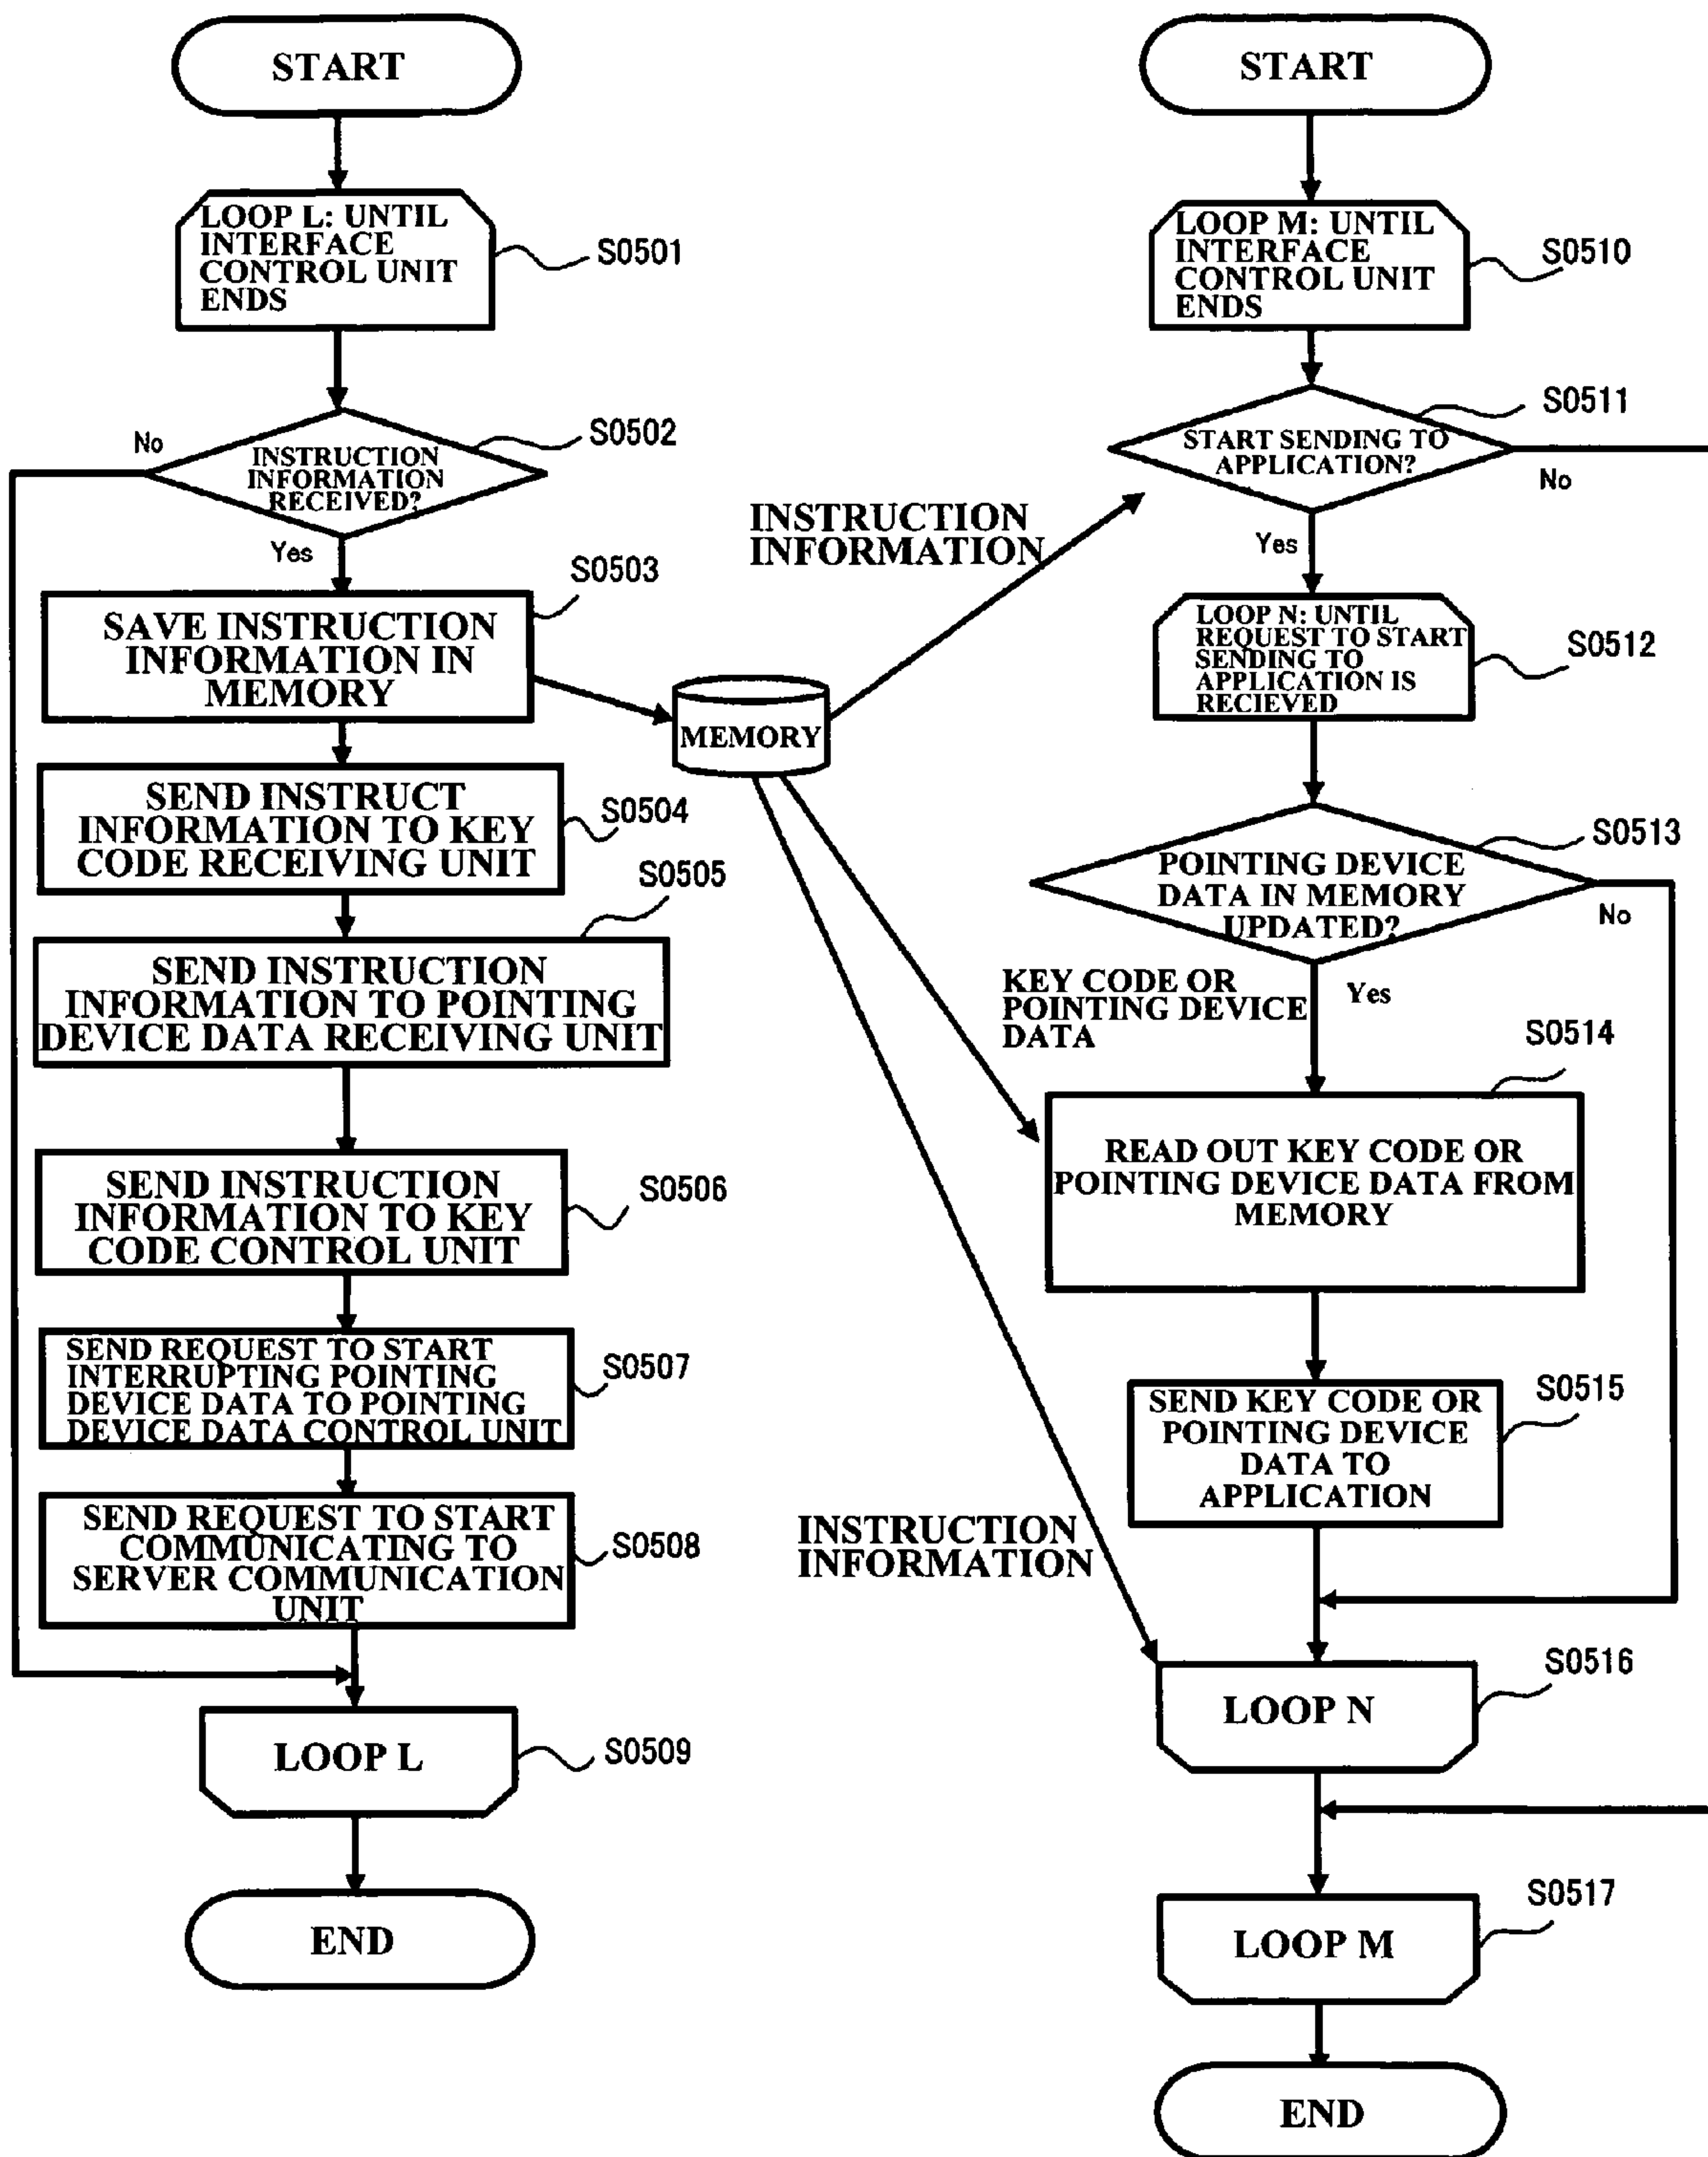 START
LOOP L: UNTIL
INTERFACE
CONTROL UNIT
ENDS
S0501
No
S0502
INSTRUCTION
INFORMATION
RECEIVED?
Yes
S0503
SAVE INSTRUCTION
INFORMATION IN
MEMORY
MEMORY
SEND INSTRUCT
INFORMATION TO KEY
CODE RECEIVING UNIT
S0504
S0505
SEND INSTRUCTION
INFORMATION TO POINTING
DEVICE DATA RECEIVING UNIT
SEND INSTRUCTION
INFORMATION TO KEY
CODE CONTROL UNIT
S0506
SEND REQUEST TO START
INTERRUPTING POINTING
DEVICE DATA TO POINTING
DEVICE DATA CONTROL UNIT
S0507
SEND REQUEST TO START
COMMUNICATING TO
SERVER COMMUNICATION
UNIT
S0508
LOOP L
S0509
END
START
LOOP M: UNTIL
INTERFACE
CONTROL UNIT
ENDS
S0510
S0511
START SENDING TO
APPLICATION?
No
INSTRUCTION
INFORMATION
Yes
LOOP N: UNTIL
REQUEST TO START
SENDING TO
APPLICATION IS
RECIEVED
S0512
S0513
POINTING DEVICE
DATA IN MEMORY
UPDATED?
No
KEY CODE OR
POINTING DEVICE
DATA
Yes
S0514
READ OUT KEY CODE OR
POINTING DEVICE DATA FROM
MEMORY
S0515
SEND KEY CODE OR
POINTING DEVICE
DATA TO
APPLICATION
INSTRUCTION
INFORMATION
S0516
LOOP N
S0517
LOOP M
END